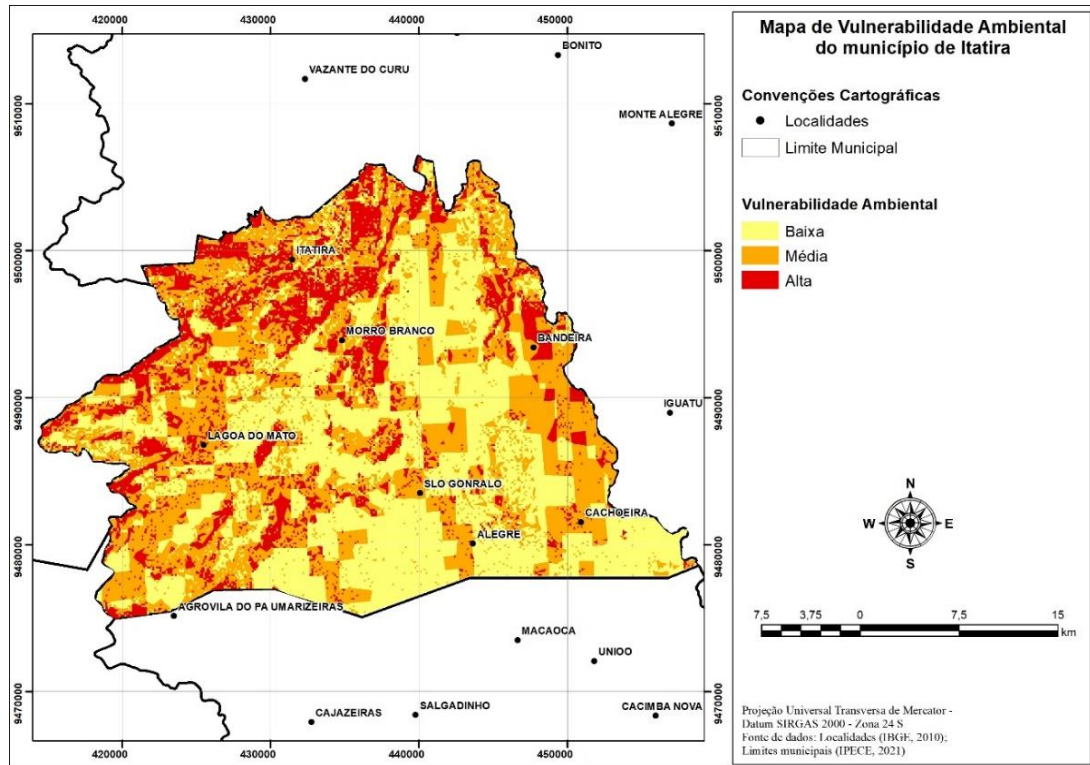 420000 430000 440000 450000
BONITO
VAZANTE DO CURU
9510000 9510000
MONTE ALEGRE
ITATIRA
9500000 9500000
MORRO BRANCO
BANDEIRA
9490000 9490000
IGUATU
LAGOA DO MATO
SLO GONRALO
CACHOEIRA
ALEGRE
9480000 9480000
AGROVILA DO PA UMARIZEIRAS
MACAOCA
UNIOO
9470000 9470000
CAJAZEIRAS
SALGADINHO
CACIMBA NOVA
420000 430000 440000 450000
Mapa de Vulnerabilidade Ambiental
do município de Itatira
Convenções Cartográficas
Localidades
Limite Municipal
Vulnerabilidade Ambiental
Baixa
Média
Alta
N
W E
S
7,5 3,75 0 7,5 15
km
Projeção Universal Transversa de Mercator -
Datum SIRGAS 2000 - Zona 24 S
Fonte de dados: Localidades (IBGE, 2010);
Limites municipais (IPECE, 2021)